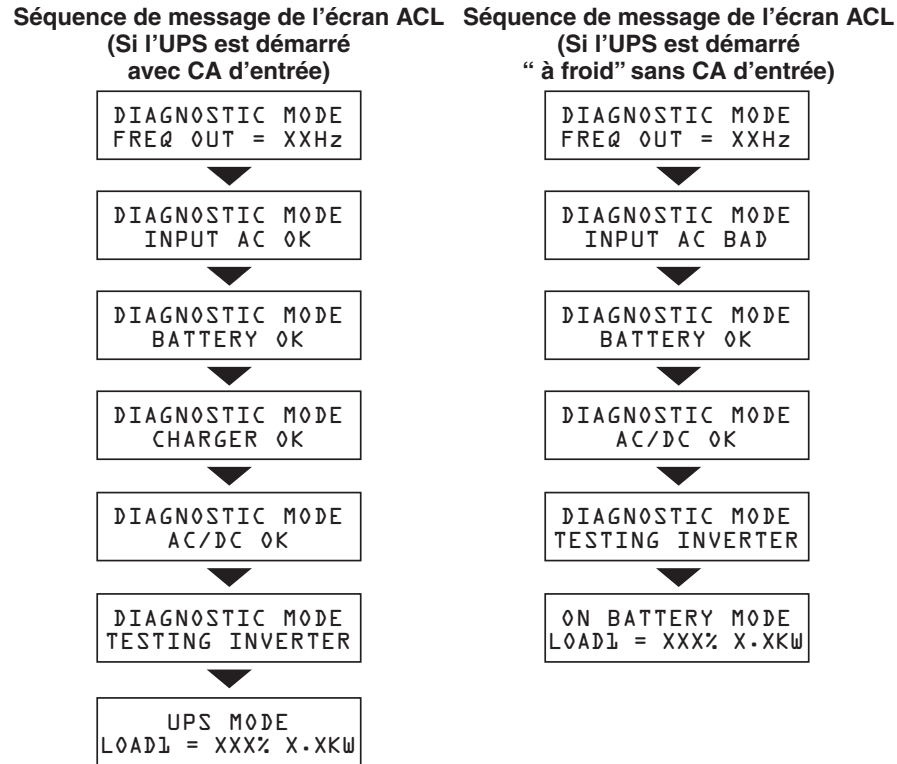 Séquence de message de l'écran ACL
(Si l'UPS est démarré
avec CA d'entrée)
DIAGNOSTIC MODE
FREQ OUT = XXHz
DIAGNOSTIC MODE
INPUT AC OK
DIAGNOSTIC MODE
BATTERY OK
DIAGNOSTIC MODE
CHARGER OK
DIAGNOSTIC MODE
AC/DC OK
DIAGNOSTIC MODE
TESTING INVERTER
UPS MODE
LOAD1 = XXX% X.XKW
Séquence de message de l'écran ACL
(Si l'UPS est démarré
“ à froid” sans CA d'entrée)
DIAGNOSTIC MODE
FREQ OUT = XXHz
DIAGNOSTIC MODE
INPUT AC BAD
DIAGNOSTIC MODE
BATTERY OK
DIAGNOSTIC MODE
AC/DC OK
DIAGNOSTIC MODE
TESTING INVERTER
ON BATTERY MODE
LOAD1 = XXX% X.XKW